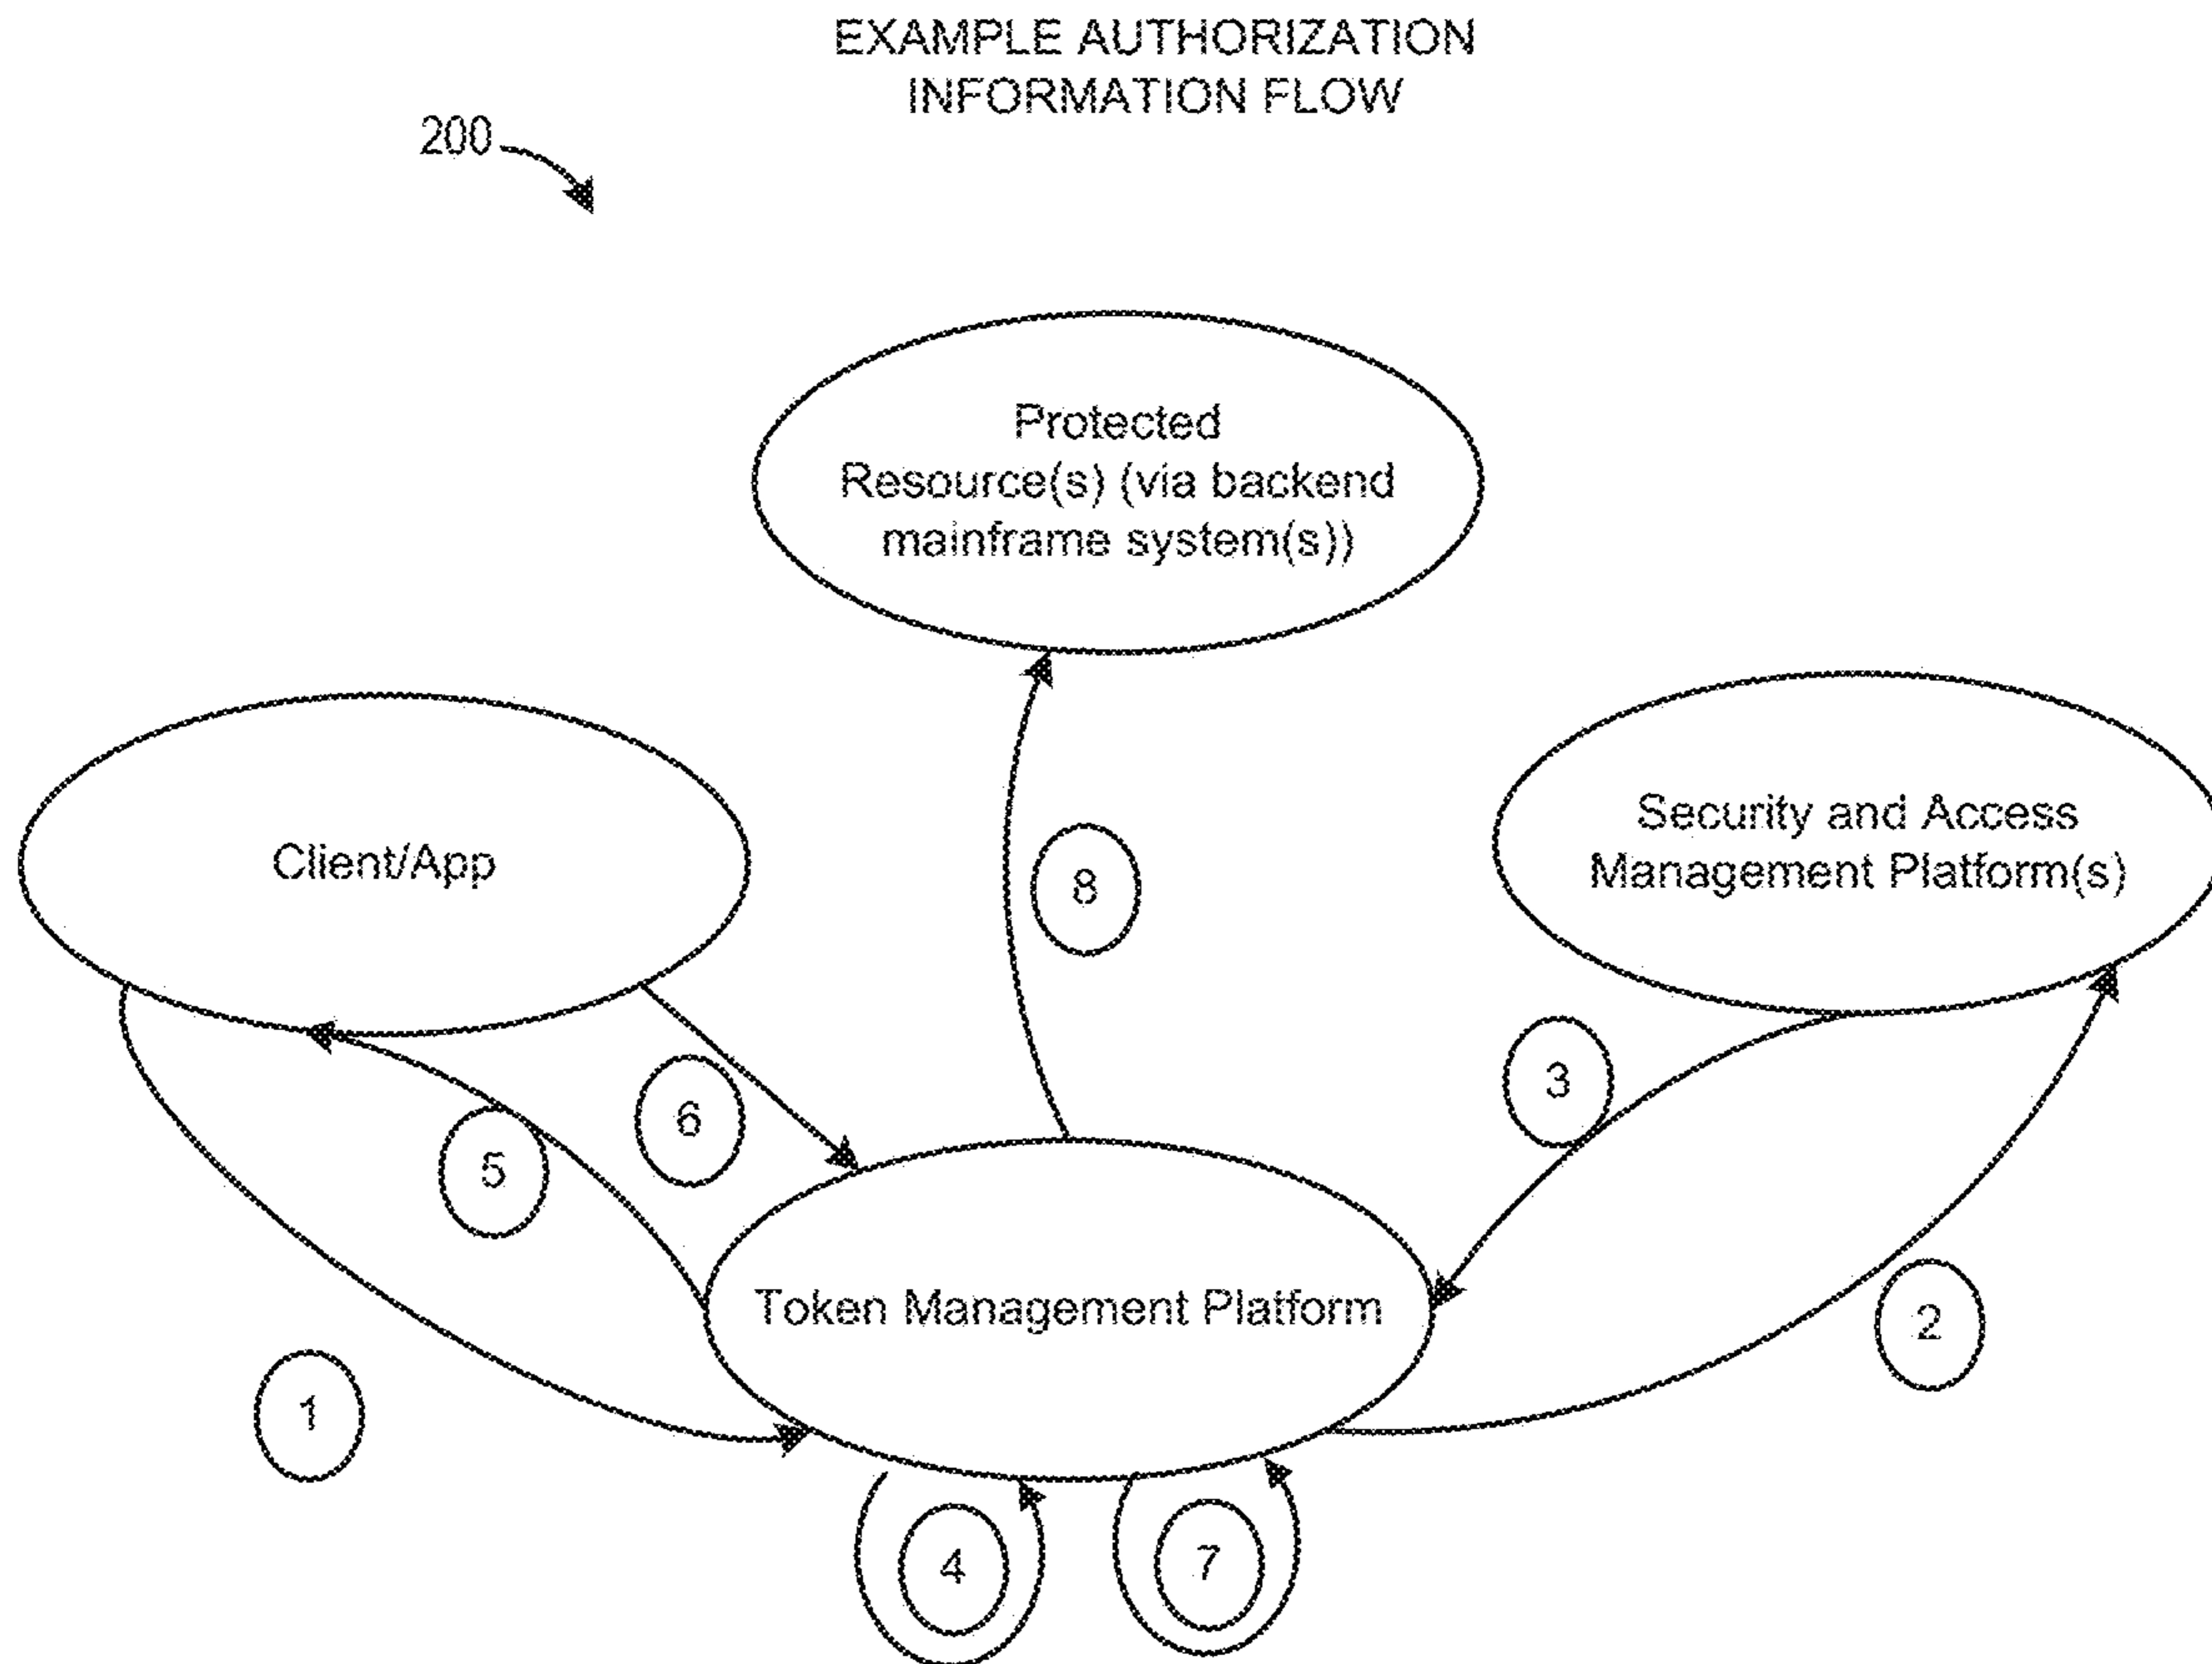 EXAMPLE AUTHORIZATION
INFORMATION FLOW
200
Protected
Resource(s) (via backend
mainframe system(s))
Client/App
Security and Access
Management Platform(s)
8
3
6
5
Token Management Platform
2
1
4
7